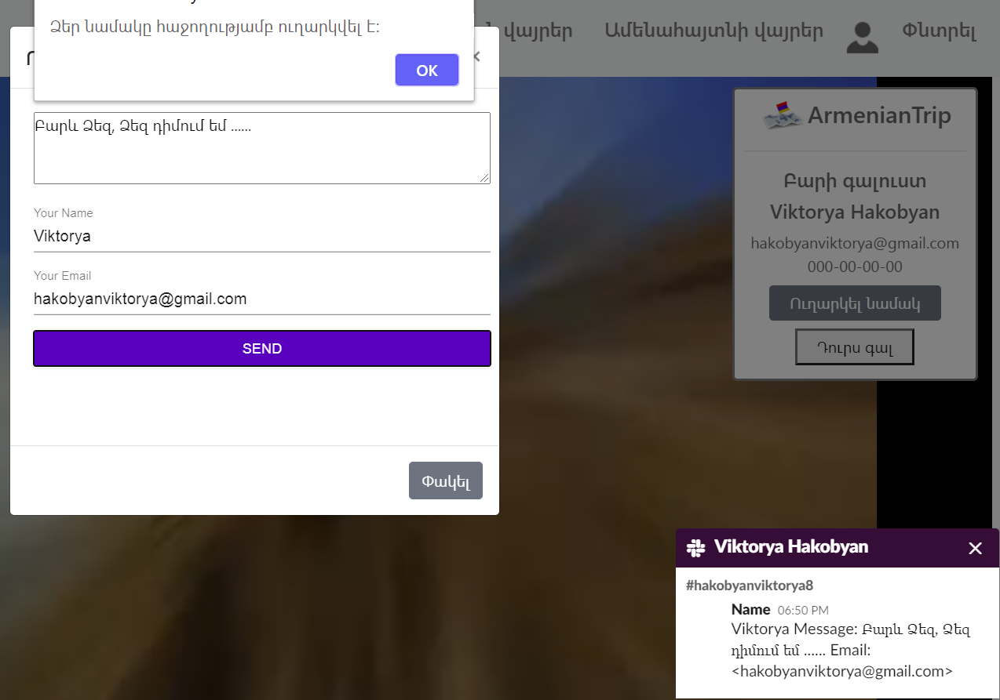 Ձեր նամակը հաջողությամբ ուղարկվել է:
OK
վայրեր
Ամենահայտնի վայրեր
Փնտրել
Բարև Ձեզ, Ձեզ դիմում եմ ......
Your Name
Viktorya
Your Email
hakobyanviktorya@gmail.com
SEND
Փակել
ArmenianTrip
Բարի գալուստ
Viktorya Hakobyan
hakobyanviktorya@gmail.com
000-00-00-00
Ուղարկել նամակ
Դուրս գալ
Viktorya Hakobyan
#hakobyanviktorya8
Name 06:50 PM
Viktorya Message: Բարև Ձեզ, Ձեզ
դիմում եմ ...... Email:
<hakobyanviktorya@gmail.com>